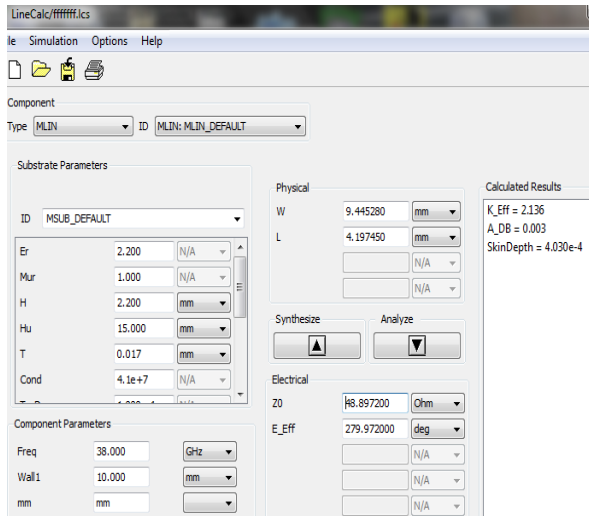 LineCalc/fffffff.lcs
le Simulation Options Help
Component
Type MLIN ID MLIN: MLIN_DEFAULT
Substrate Parameters
ID MSUB_DEFAULT
Er 2.200 N/A
Mur 1.000 N/A
H 2.200 mm
Hu 15.000 mm
T 0.017 mm
Cond 4.1e+7 N/A
Component Parameters
Freq 38.000 GHz
Wall1 10.000 mm
mm mm
Physical
W 9.445280 mm
L 4.197450 mm
N/A
N/A
Synthesize Analyze
Electrical
Z0 48.897200 Ohm
E_Eff 279.972000 deg
N/A
N/A
N/A
Calculated Results
K_Eff = 2.136
A_DB = 0.003
SkinDepth = 4.030e-4